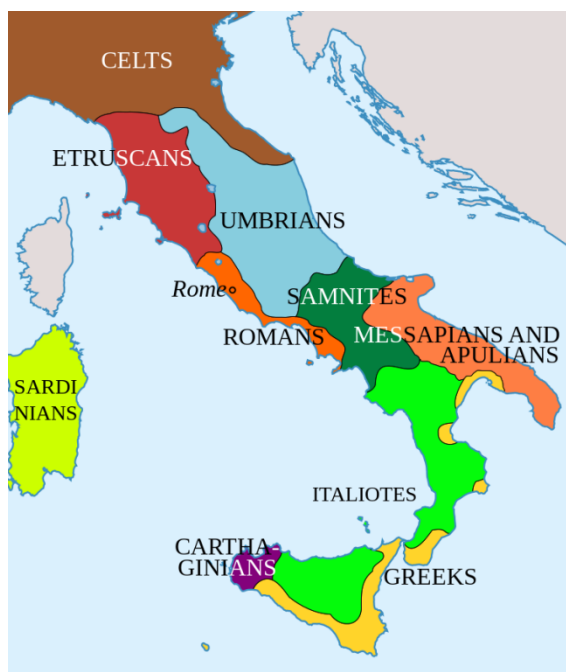 CELTS
ETRUSCANS
UMBRIANS
Rome
SAMNITES
ROMANS
MESSAPIANS AND
APULIANS
SARDI
NIANS
ITALIOTES
CARTHA-
GINIANS
GREEKS